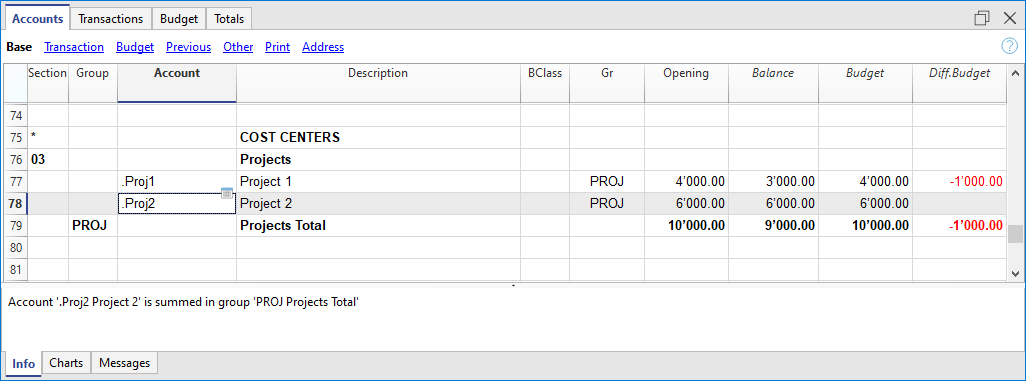 Accounts Transactions Budget Totals
Base Transaction Budget Previous Other Print Address
Section Group Account Description BClass Gr Opening Balance Budget Diff.Budget
74
75 * COST CENTERS
76 03 Projects
77 .Proj1 Project 1 PROJ 4’000.00 3’000.00 4’000.00 -1’000.00
78 .Proj2 Project 2 PROJ 6’000.00 6’000.00 6’000.00
79 PROJ Projects Total 10’000.00 9’000.00 10’000.00 -1’000.00
80
81
Account '.Proj2 Project 2' is summed in group 'PROJ Projects Total'
Info Charts Messages